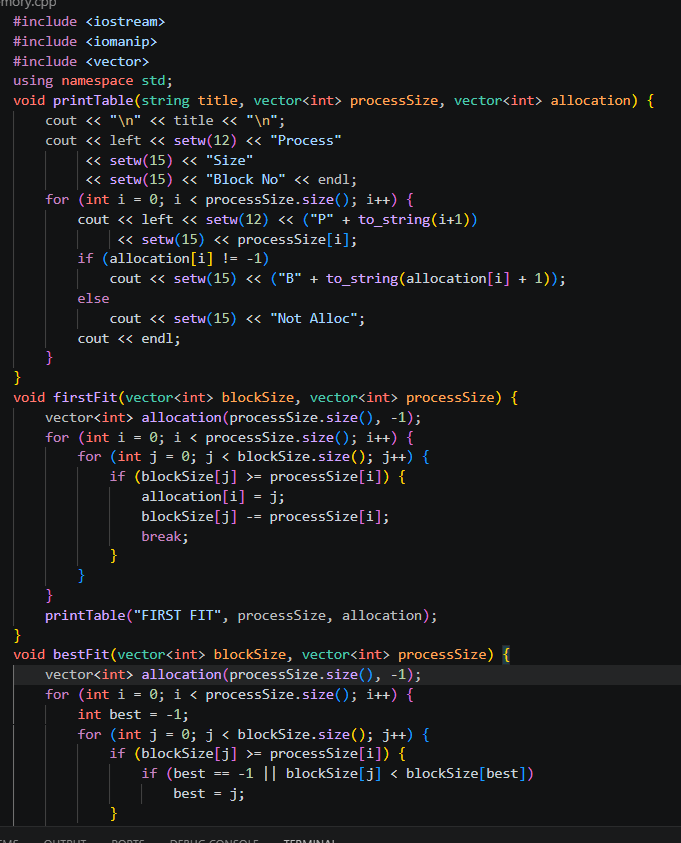 mory.cpp
#include <iostream>
#include <iomanip>
#include <vector>
using namespace std;
void printTable(string title, vector<int> processSize, vector<int> allocation) {
    cout << "\n" << title << "\n";
    cout << left << setw(12) << "Process"
         << setw(15) << "Size"
         << setw(15) << "Block No" << endl;
    for (int i = 0; i < processSize.size(); i++) {
        cout << left << setw(12) << ("P" + to_string(i+1))
             << setw(15) << processSize[i];
        if (allocation[i] != -1)
            cout << setw(15) << ("B" + to_string(allocation[i] + 1));
        else
            cout << setw(15) << "Not Alloc";
        cout << endl;
    }
}
void firstFit(vector<int> blockSize, vector<int> processSize) {
    vector<int> allocation(processSize.size(), -1);
    for (int i = 0; i < processSize.size(); i++) {
        for (int j = 0; j < blockSize.size(); j++) {
            if (blockSize[j] >= processSize[i]) {
                allocation[i] = j;
                blockSize[j] -= processSize[i];
                break;
            }
        }
    }
    printTable("FIRST FIT", processSize, allocation);
}
void bestFit(vector<int> blockSize, vector<int> processSize) {
    vector<int> allocation(processSize.size(), -1);
    for (int i = 0; i < processSize.size(); i++) {
        int best = -1;
        for (int j = 0; j < blockSize.size(); j++) {
            if (blockSize[j] >= processSize[i]) {
                if (best == -1 || blockSize[j] < blockSize[best])
                    best = j;
            }
OUTPUT PORTS DEBUG CONSOLE TERMINAL